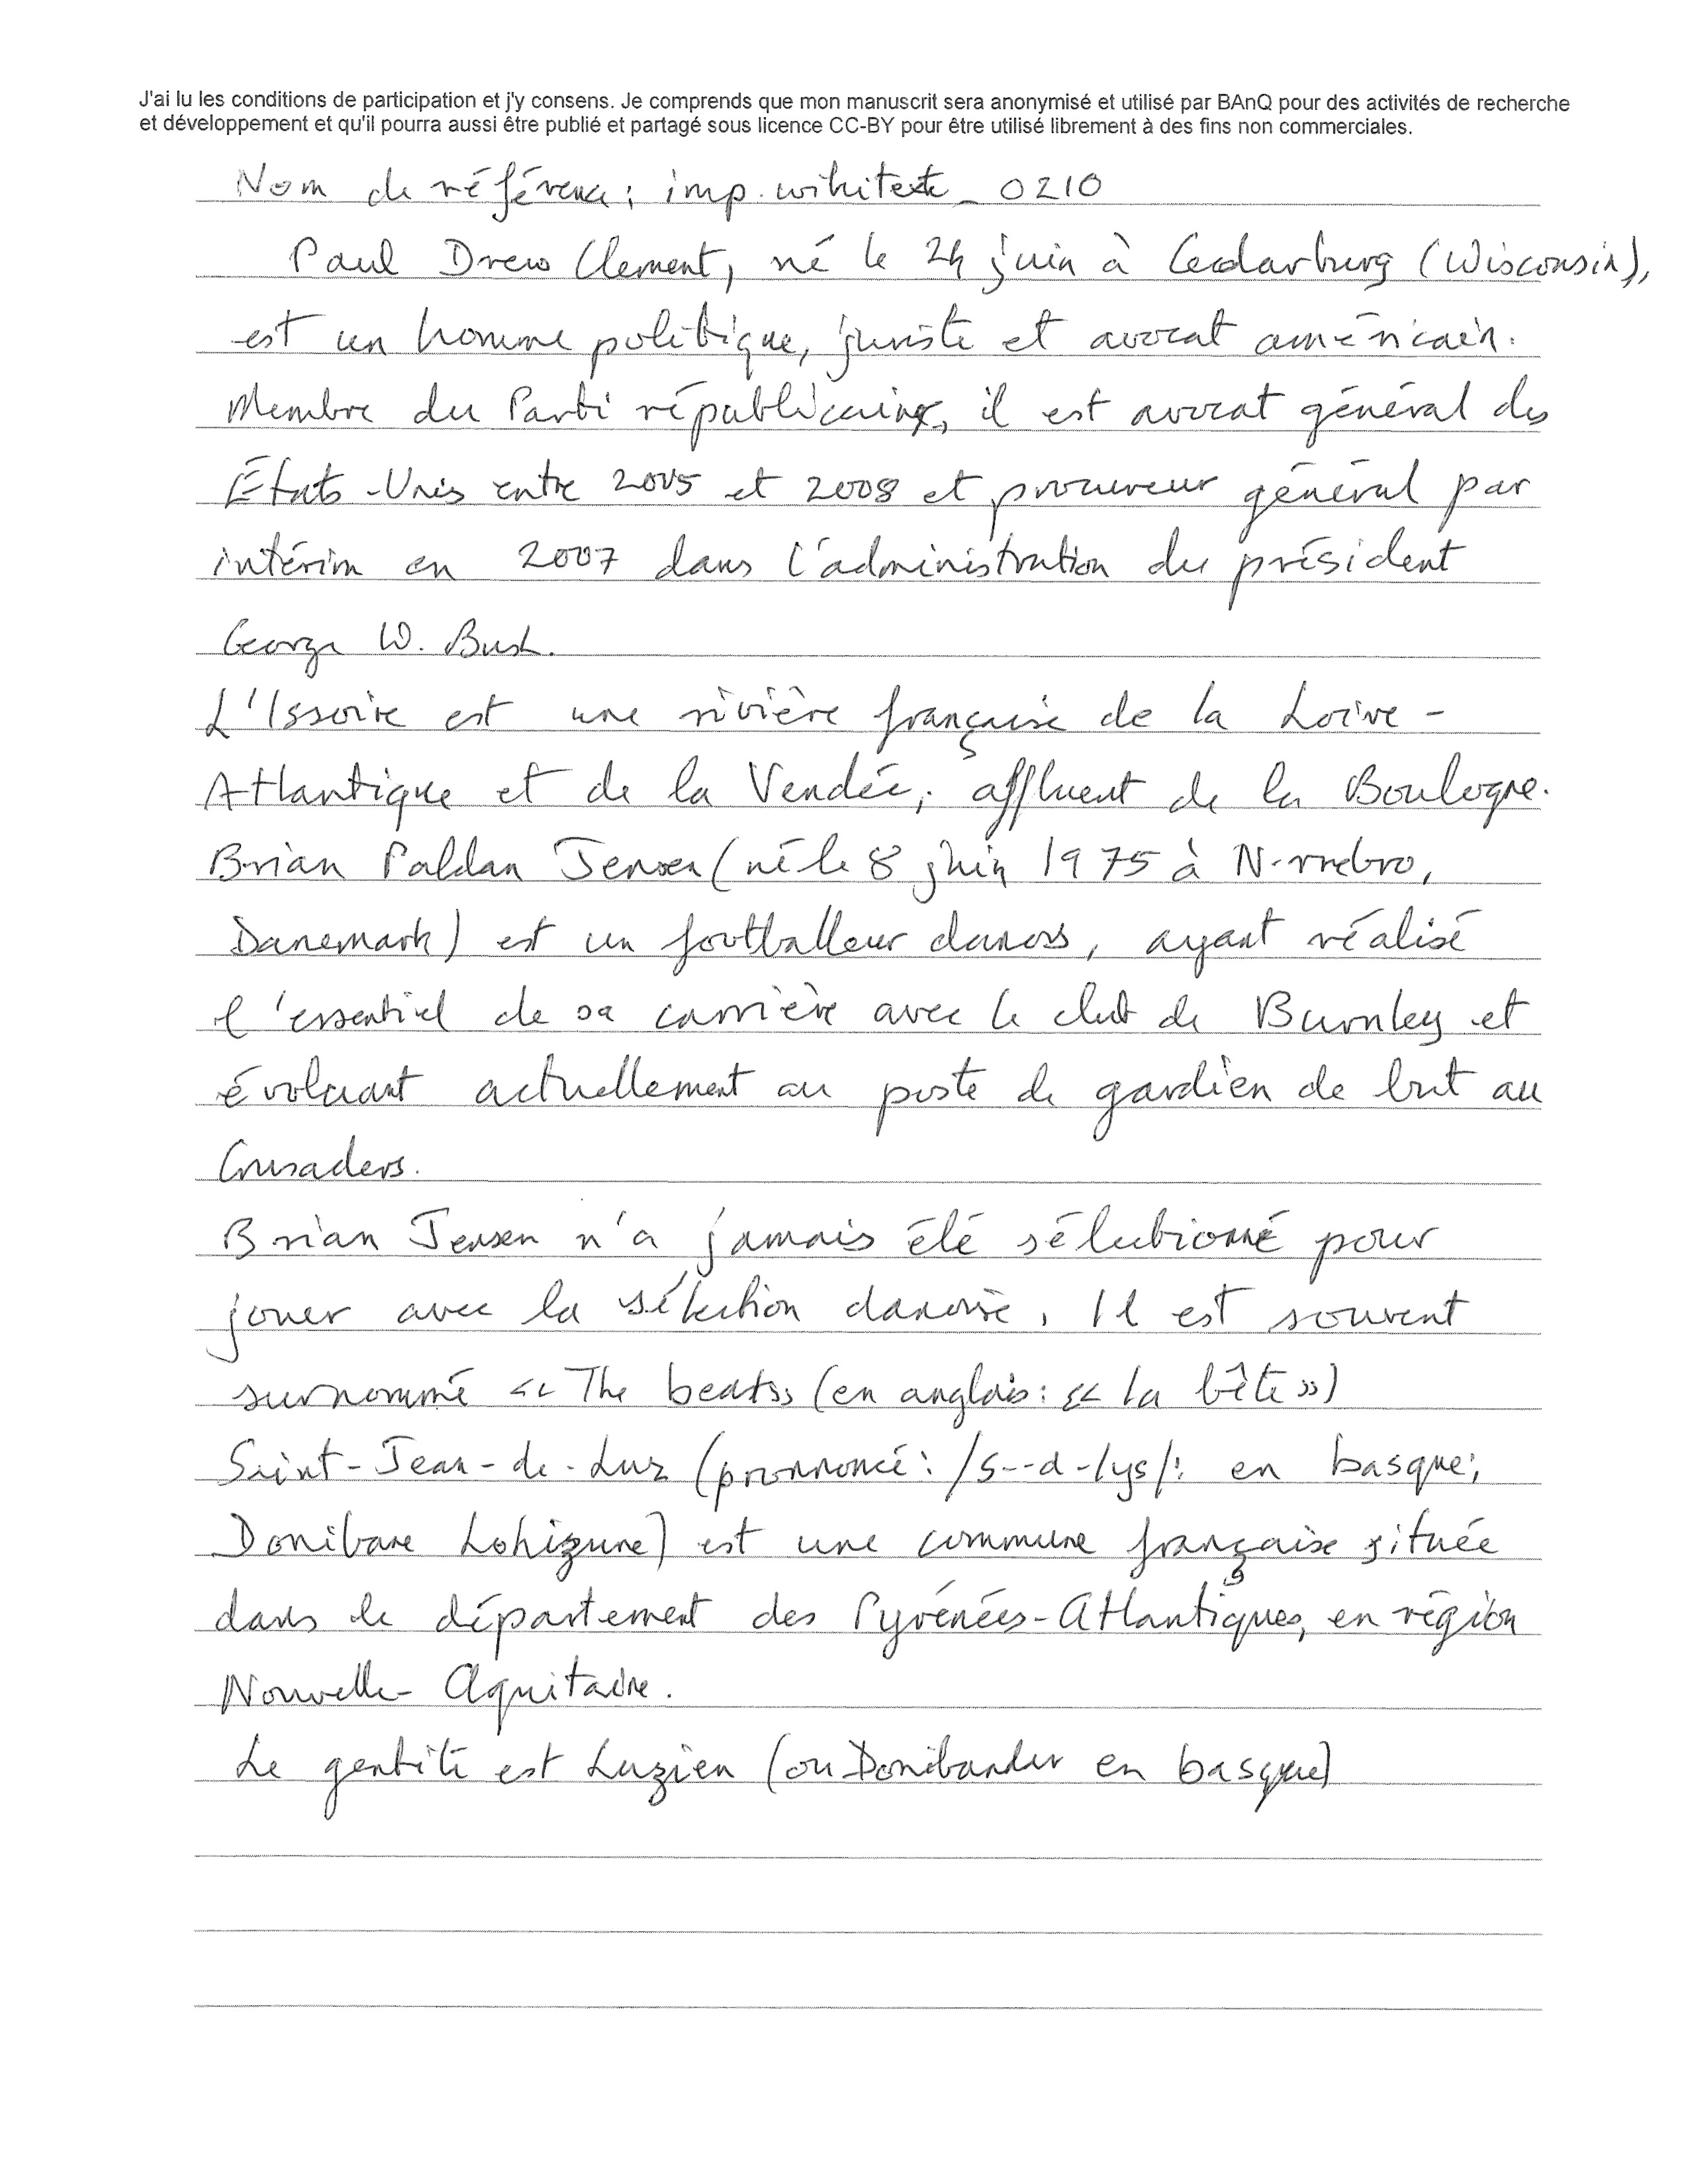 J'ai lu les conditions de participation et j'y consens. Je comprends que mon manuscrit sera anonymisé et utilisé par BAnQ pour des activités de recherche
et développement et qu'il pourra aussi être publié et partagé sous licence CC-BY pour être utilisé librement à des fins non commerciales.
Nom de référence : imp.wikitexte_0210
Paul Drew Clement, né le 24 juin à Cedarburg (Wisconsin),
est un homme politique, juriste et avocat américain.
Membre du Parti républicain, il est avocat général des
États-Unis entre 2005 et 2008 et procureur général par
intérim en 2007 dans l'administration du président
George W. Bush.
L'Issoire est une rivière française de la Loire-
Atlantique et de la Vendée, affluent de la Boulogne.
Brian Paldan Jensen (né le 8 juin 1975 à N-rrebro,
Danemark) est un footballeur danois, ayant réalisé
l'essentiel de sa carrière avec le club de Burnley et
évoluant actuellement au poste de gardien de but au
Crusaders.
Brian Jensen n'a jamais été sélectionné pour
jouer avec la sélection danoise. Il est souvent
surnommé << The beats>> (en anglais : << la bête >>)
Saint-Jean-de-Luz (prononcé : /s--d-lys/: en basque;
Donibane Lohizune) est une commune française située
dans le département des Pyrénées-Atlantiques, en région
Nouvelle-Aquitaine.
Le gentilé est Luzien (ou Donibandar en basque)